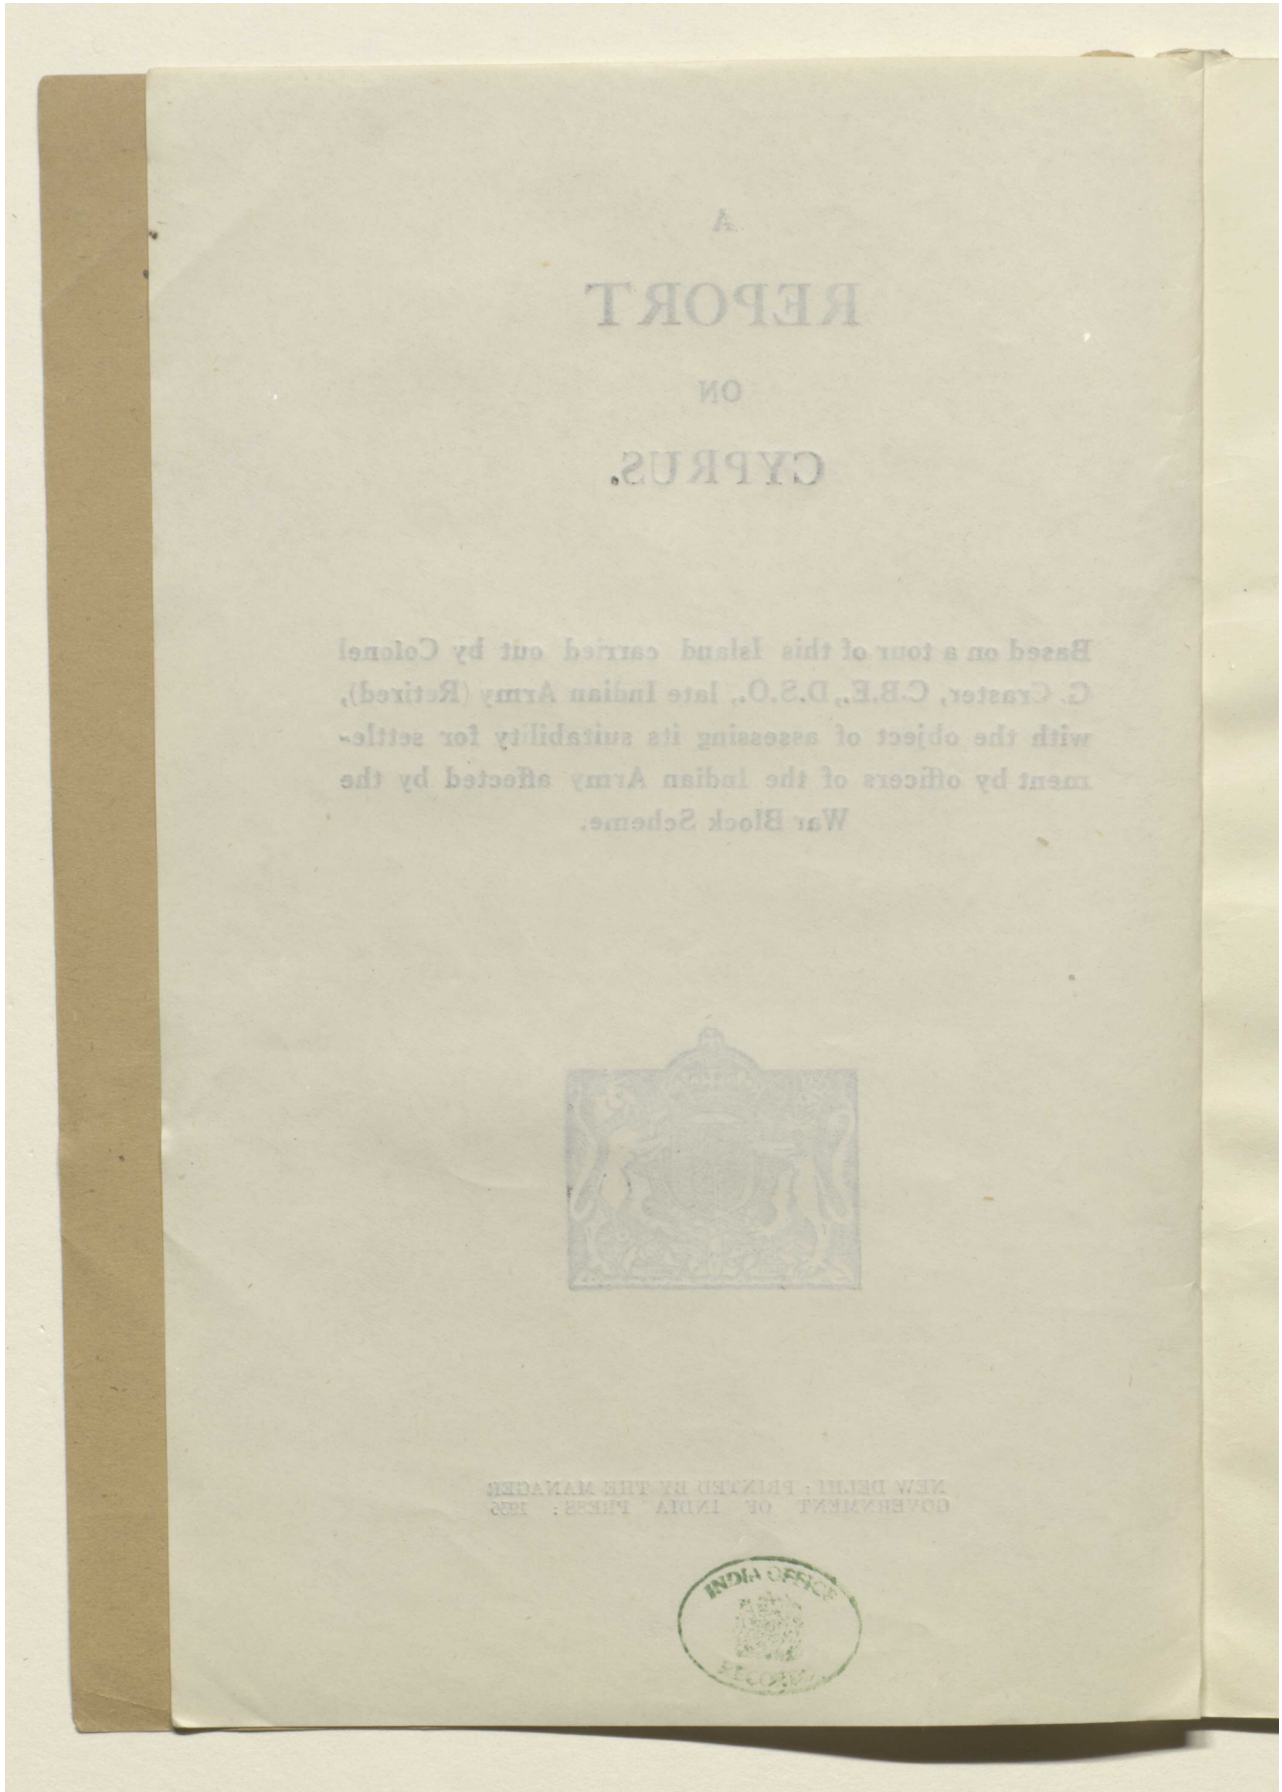 A
REPORT
ON
CYPRUS.
Based on a tour of this Island carried out by Colonel
G. Craster, C.B.E., D.S.O., late Indian Army (Retired),
with the object of assessing its suitability for settle-
ment by officers of the Indian Army affected by the
War Block Scheme.
NEW DELHI : PRINTED BY THE MANAGER
GOVERNMENT OF INDIA PRESS : 1936
INDIA OFFICE
RECORDS